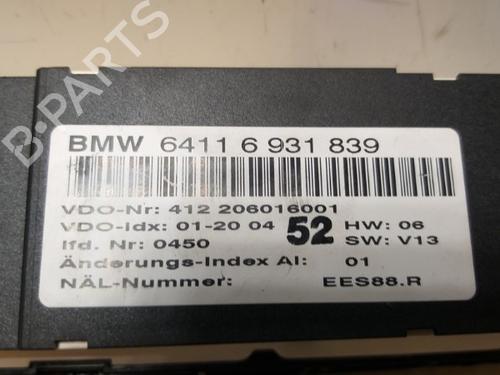 B-PARTS
BMW 6411 6 931 839
VDO-Nr: 412 206016001
VDO-Idx: 01-20 04 52 HW: 06
lfd. Nr: 0450 SW: V13
Änderungs-Index AI: 01
NÄL-Nummer: EES88.R